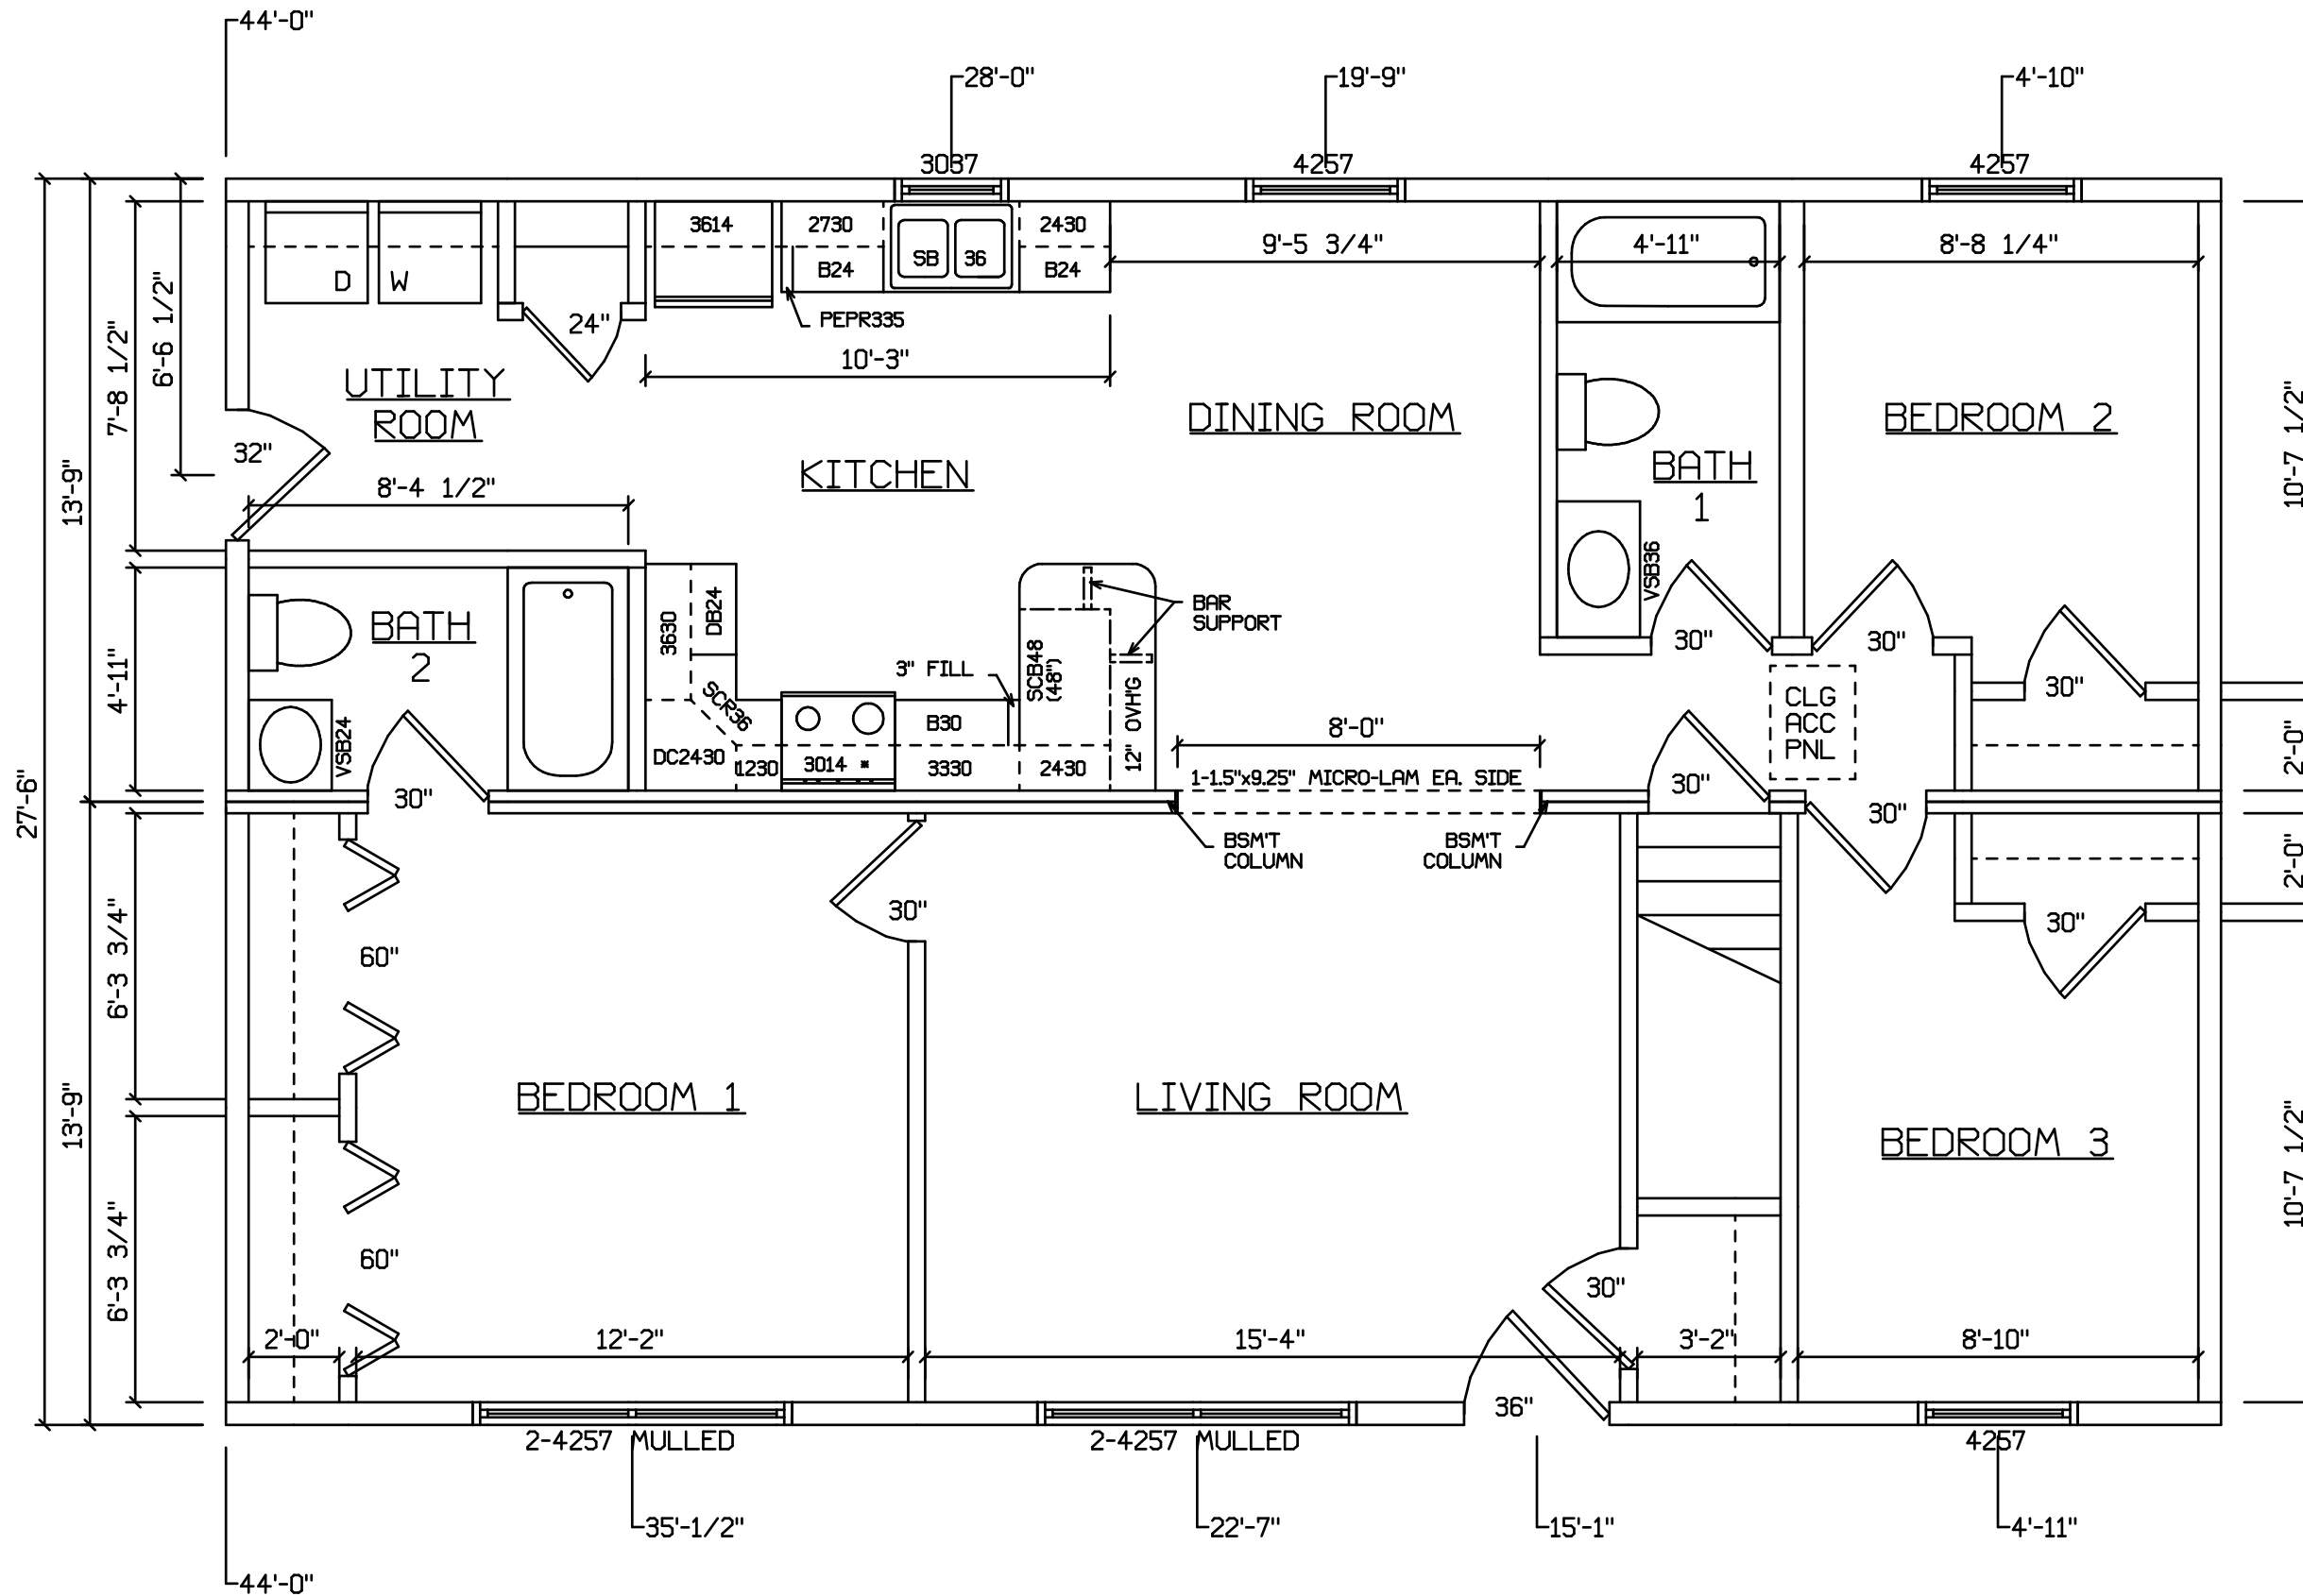 44'-0"
28'-0"
19'-9"
4'-10"
3037
4257
4257
3614
2730
2430
9'-5 3/4"
4'-11"
8'-8 1/4"
D
W
B24
SB
36
B24
PEPR335
24"
10'-3"
6'-6 1/2"
7'-8 1/2"
13'-9"
27'-6"
UTILITY
ROOM
32"
8'-4 1/2"
KITCHEN
DINING ROOM
BATH
1
BEDROOM 2
10'-7 1/2"
VSB36
BATH
2
4'-11"
VSB24
30"
3630
DB24
SCR36
DC2430
1230
3014 *
3" FILL
B30
3330
SCB48
(48")
2430
12" OVH'G
BAR
SUPPORT
8'-0"
1-1.5"x9.25" MICRO-LAM EA. SIDE
BSM'T
COLUMN
BSM'T
COLUMN
30"
30"
30"
CLG
ACC
PNL
30"
30"
2'-0"
2'-0"
30"
30"
6'-3 3/4"
60"
13'-9"
BEDROOM 1
LIVING ROOM
BEDROOM 3
10'-7 1/2"
6'-3 3/4"
60"
30"
2'-0"
12'-2"
15'-4"
3'-2"
8'-10"
36"
2-4257 MULLED
2-4257 MULLED
4257
35'-1/2"
22'-7"
15'-1"
4'-11"
44'-0"